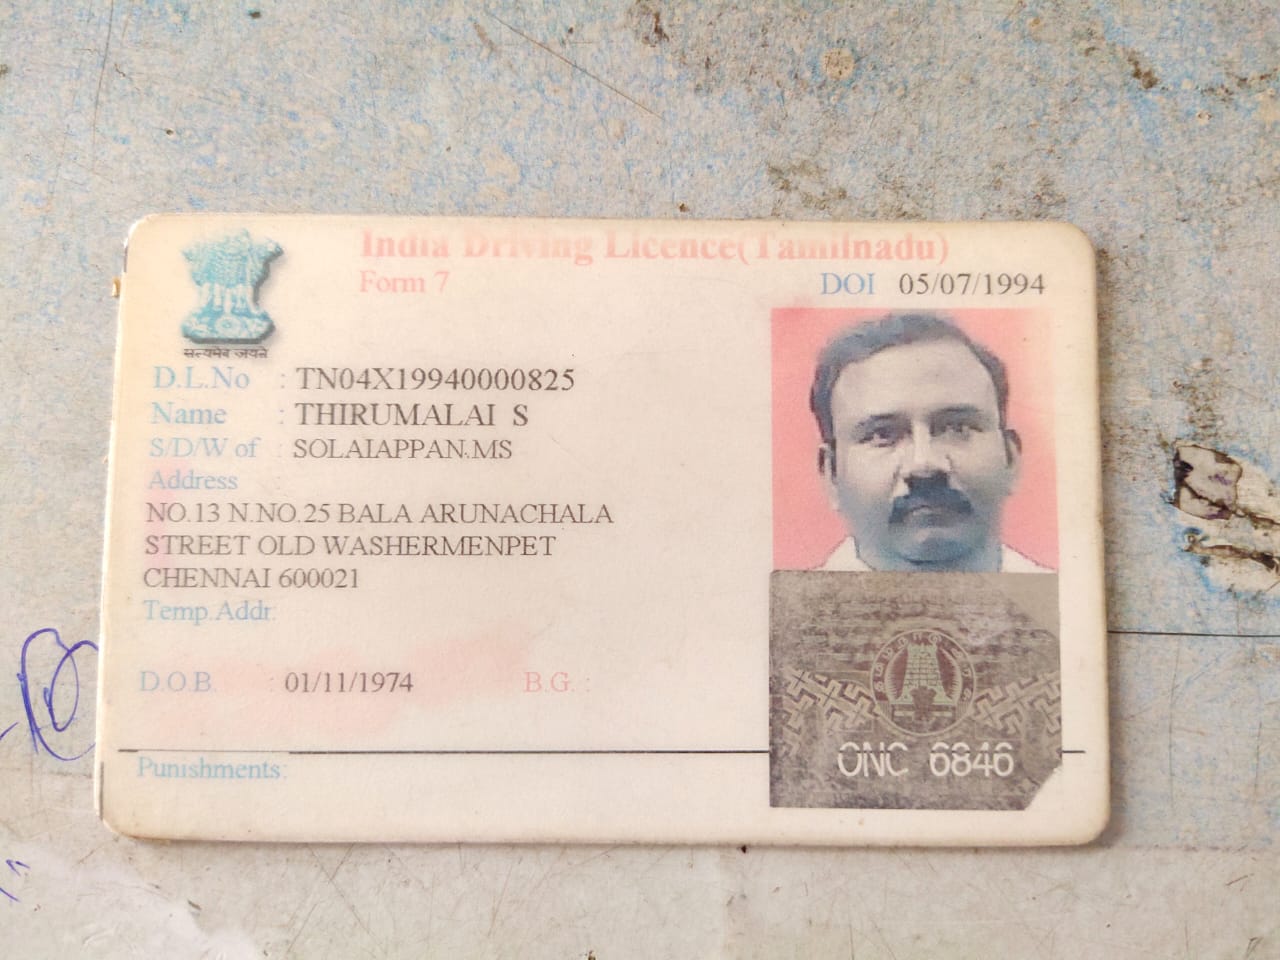 India Driving Licence(Tamilnadu)
Form 7
DOI 05/07/1994
सत्यमेव जयते
D.L.No : TN04X19940000825
Name : THIRUMALAI S
S/D/W of : SOLAIAPPAN.MS
Address :
NO.13 N.NO.25 BALA ARUNACHALA
STREET OLD WASHERMENPET
CHENNAI 600021
Temp.Addr:
D.O.B. : 01/11/1974 B.G. :
Punishments:
ONC 6846